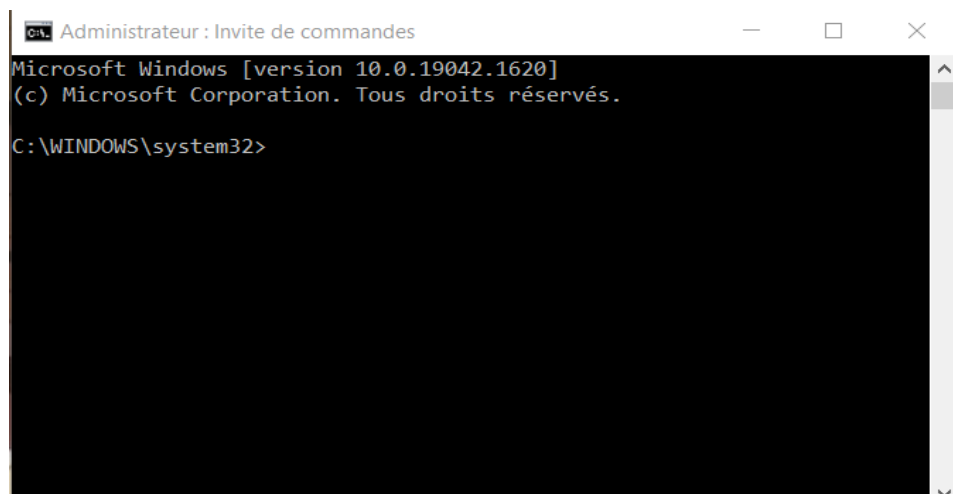 Administrateur : Invite de commandes
Microsoft Windows [version 10.0.19042.1620]
(c) Microsoft Corporation. Tous droits réservés.
C:\WINDOWS\system32>